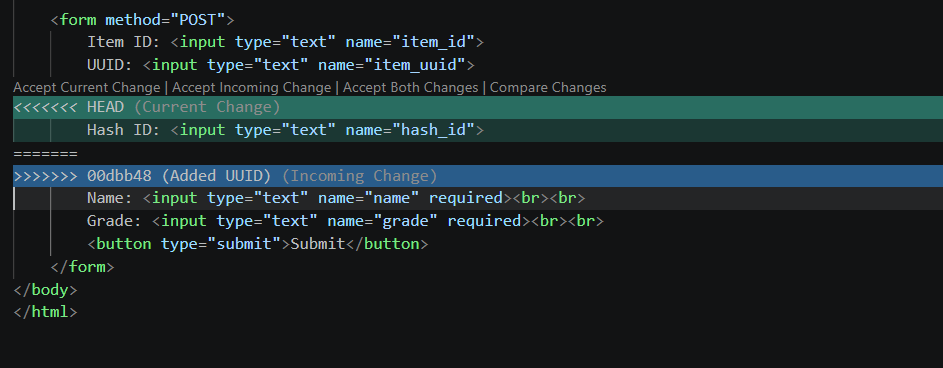 <form method="POST">
Item ID: <input type="text" name="item_id">
UUID: <input type="text" name="item_uuid">
Accept Current Change | Accept Incoming Change | Accept Both Changes | Compare Changes
<<<<<<< HEAD (Current Change)
Hash ID: <input type="text" name="hash_id">
=======
>>>>>>> 00dbb48 (Added UUID) (Incoming Change)
Name: <input type="text" name="name" required><br><br>
Grade: <input type="text" name="grade" required><br><br>
<button type="submit">Submit</button>
</form>
</body>
</html>